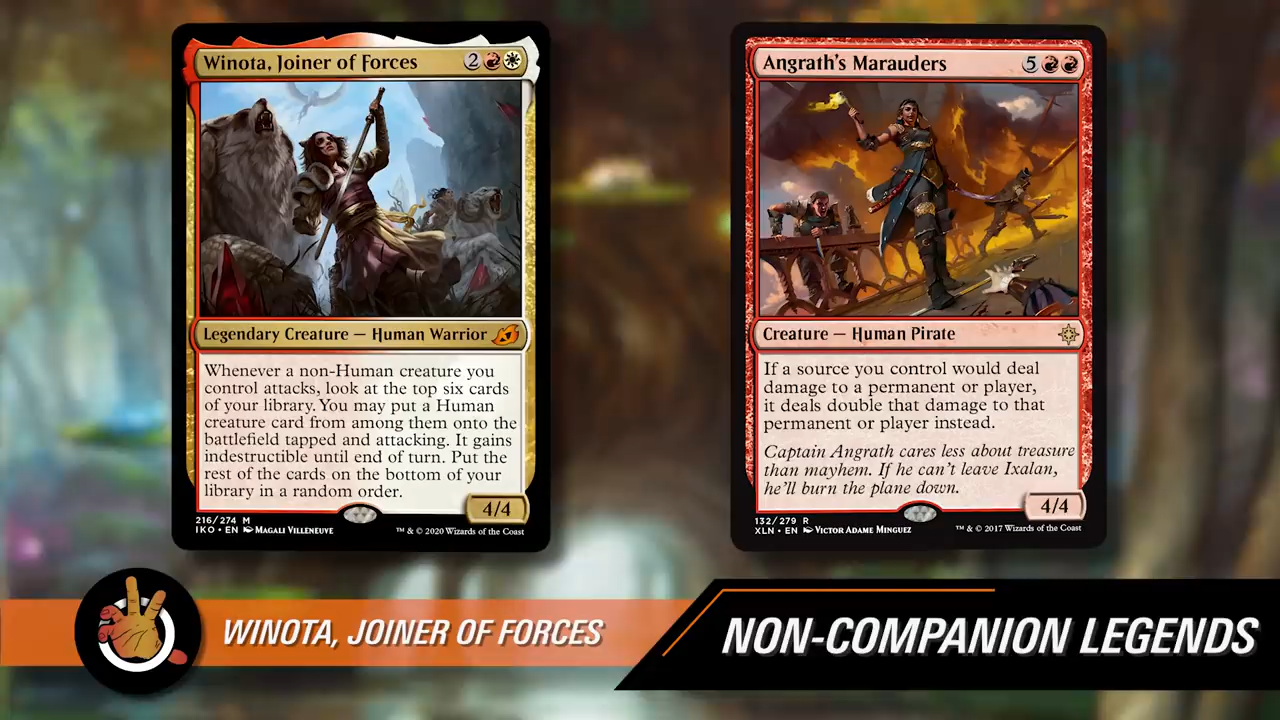 Winota, Joiner of Forces 2
Legendary Creature — Human Warrior
Whenever a non-Human creature you
control attacks, look at the top six cards
of your library. You may put a Human
creature card from among them onto the
battlefield tapped and attacking. It gains
indestructible until end of turn. Put the
rest of the cards on the bottom of your
library in a random order.
4/4
216/274 M
IKO • EN Magali Villeneuve
™ & © 2020 Wizards of the Coast
Angrath's Marauders 5
Creature — Human Pirate
If a source you control would deal
damage to a permanent or player,
it deals double that damage to that
permanent or player instead.
Captain Angrath cares less about treasure
than mayhem. If he can't leave Ixalan,
he'll burn the plane down.
4/4
132/279 R
XLN • EN Victor Adame Minguez
™ & © 2017 Wizards of the Coast
WINOTA, JOINER OF FORCES
NON-COMPANION LEGENDS